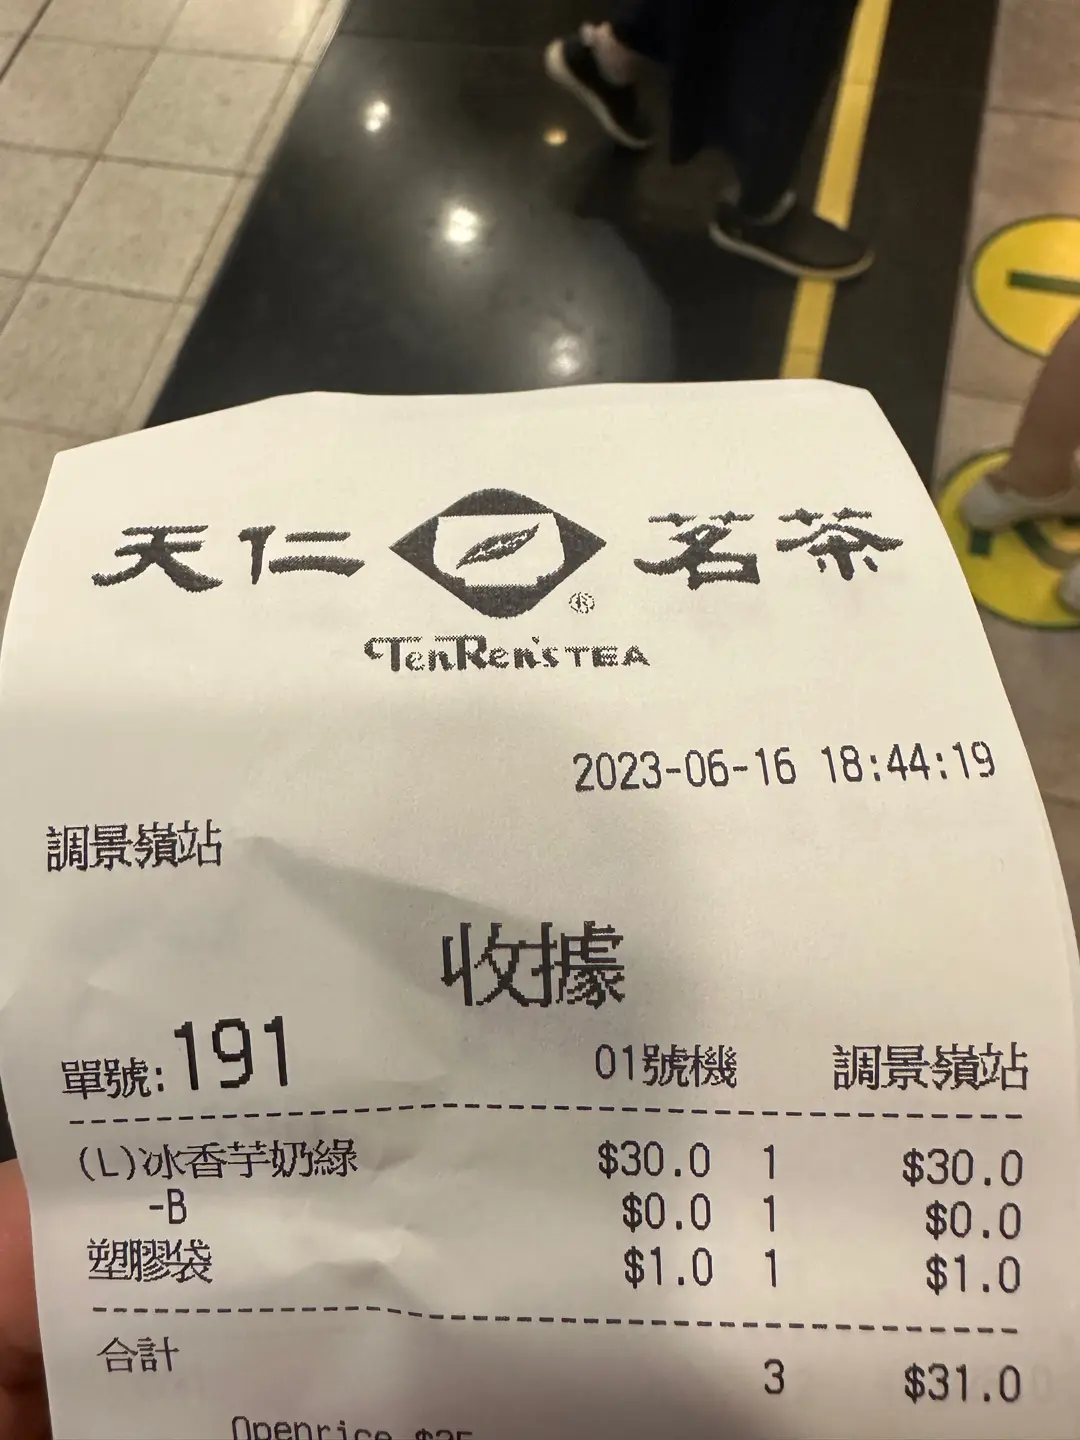 天仁茗茶
®
TenRen's TEA
2023-06-16 18:44:19
調景嶺站
收據
單號:191 01號機 調景嶺站
(L)冰香芋奶綠 $30.0 1 $30.0
-B $0.0 1 $0.0
塑膠袋 $1.0 1 $1.0
合計 3 $31.0
Openrice